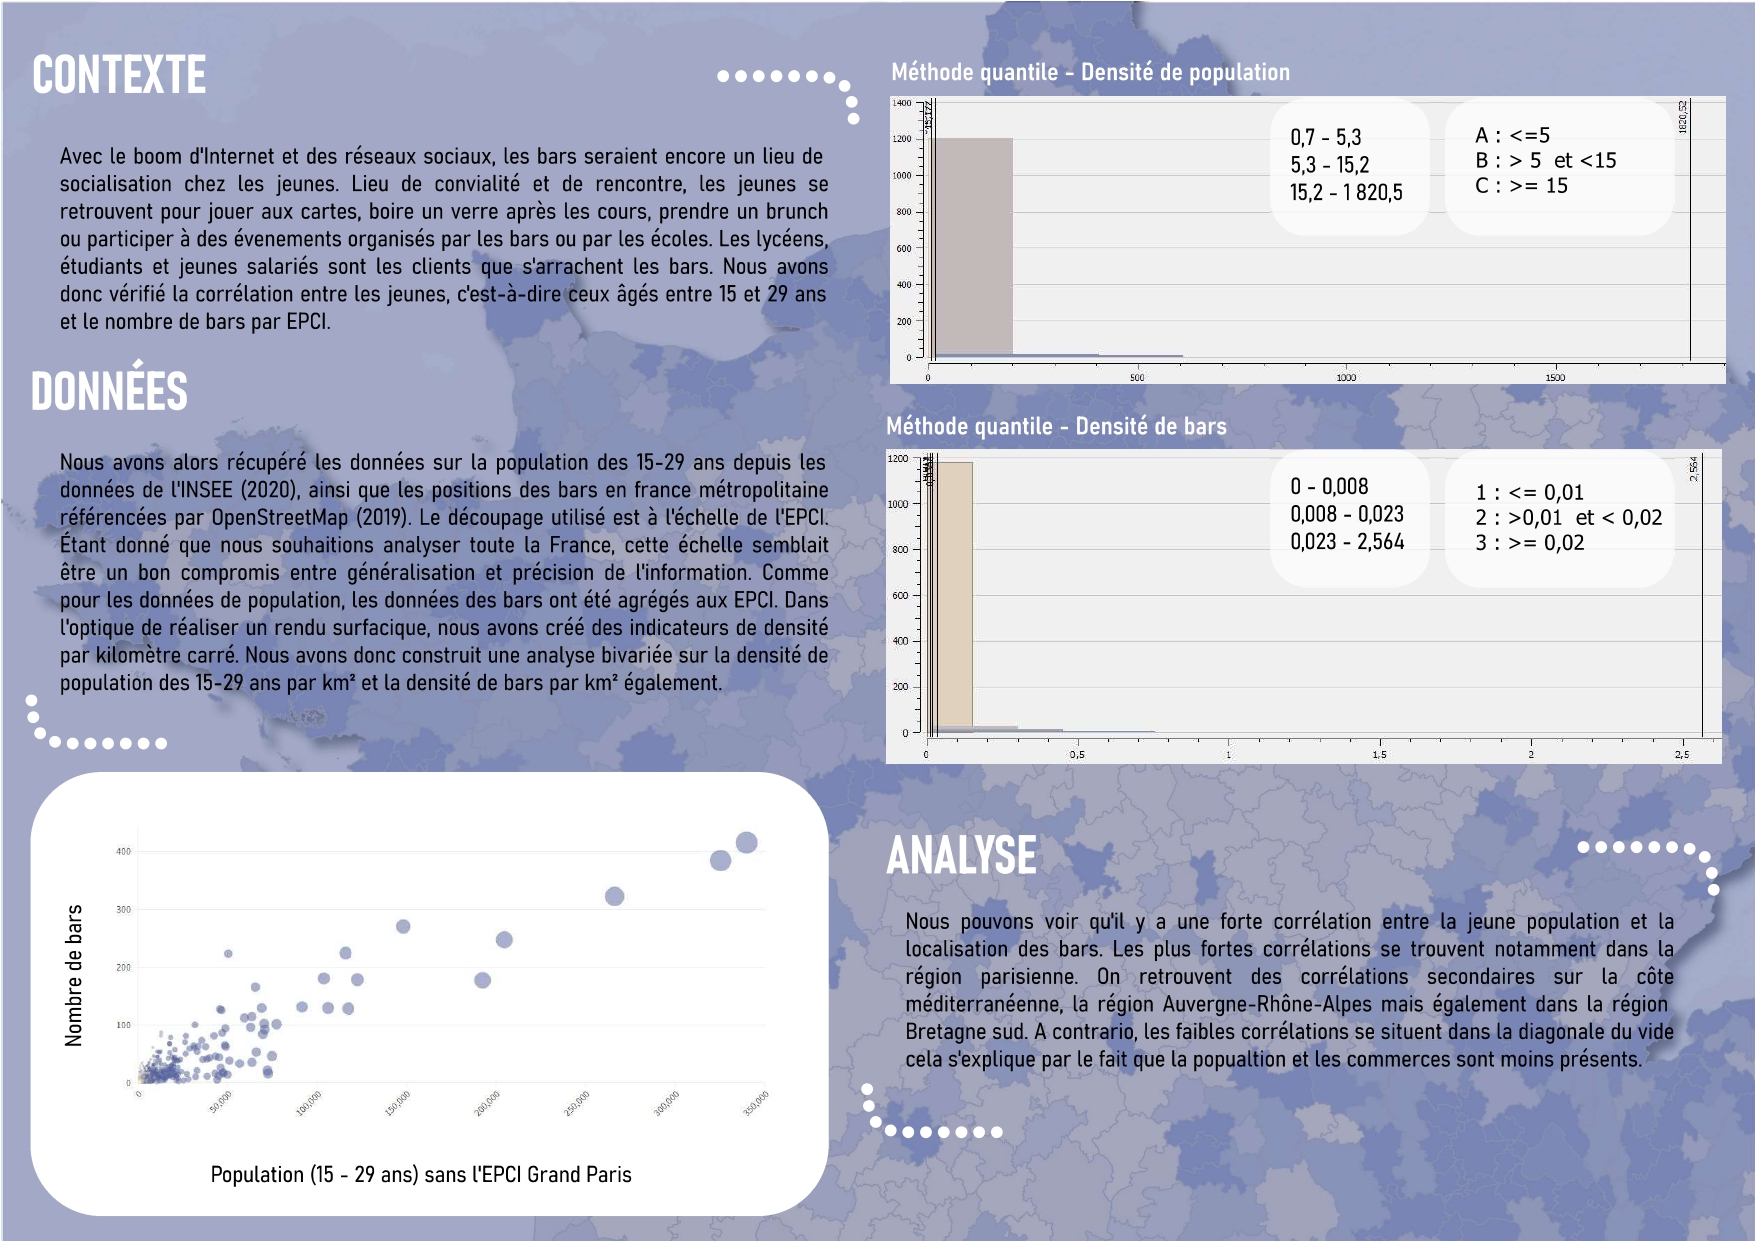 CONTEXTE
Avec le boom d'Internet et des réseaux sociaux, les bars seraient encore un lieu de
socialisation chez les jeunes. Lieu de convialité et de rencontre, les jeunes se
retrouvent pour jouer aux cartes, boire un verre après les cours, prendre un brunch
ou participer à des évenements organisés par les bars ou par les écoles. Les lycéens,
étudiants et jeunes salariés sont les clients que s'arrachent les bars. Nous avons
donc vérifié la corrélation entre les jeunes, c'est-à-dire ceux âgés entre 15 et 29 ans
et le nombre de bars par EPCI.
DONNÉES
Nous avons alors récupéré les données sur la population des 15-29 ans depuis les
données de l'INSEE (2020), ainsi que les positions des bars en france métropolitaine
référencées par OpenStreetMap (2019). Le découpage utilisé est à l'échelle de l'EPCI.
Étant donné que nous souhaitions analyser toute la France, cette échelle semblait
être un bon compromis entre généralisation et précision de l'information. Comme
pour les données de population, les données des bars ont été agrégés aux EPCI. Dans
l'optique de réaliser un rendu surfacique, nous avons créé des indicateurs de densité
par kilomètre carré. Nous avons donc construit une analyse bivariée sur la densité de
population des 15-29 ans par km² et la densité de bars par km² également.
400
300
200
100
0
Nombre de bars
0
50,000
100,000
150,000
200,000
250,000
300,000
350,000
Population (15 - 29 ans) sans l'EPCI Grand Paris
Méthode quantile - Densité de population
1400
1200
1000
800
600
400
200
0
0
500
1000
1500
1820,52
0,7 - 5,3
5,3 - 15,2
15,2 - 1 820,5
A : <=5
B : > 5 et <15
C : >= 15
Méthode quantile - Densité de bars
1200
1000
800
600
400
200
0
0
0,5
1
1,5
2
2,5
2,564
0 - 0,008
0,008 - 0,023
0,023 - 2,564
1 : <= 0,01
2 : >0,01 et < 0,02
3 : >= 0,02
ANALYSE
Nous pouvons voir qu'il y a une forte corrélation entre la jeune population et la
localisation des bars. Les plus fortes corrélations se trouvent notamment dans la
région parisienne. On retrouvent des corrélations secondaires sur la côte
méditerranéenne, la région Auvergne-Rhône-Alpes mais également dans la région
Bretagne sud. A contrario, les faibles corrélations se situent dans la diagonale du vide
cela s'explique par le fait que la popualtion et les commerces sont moins présents.